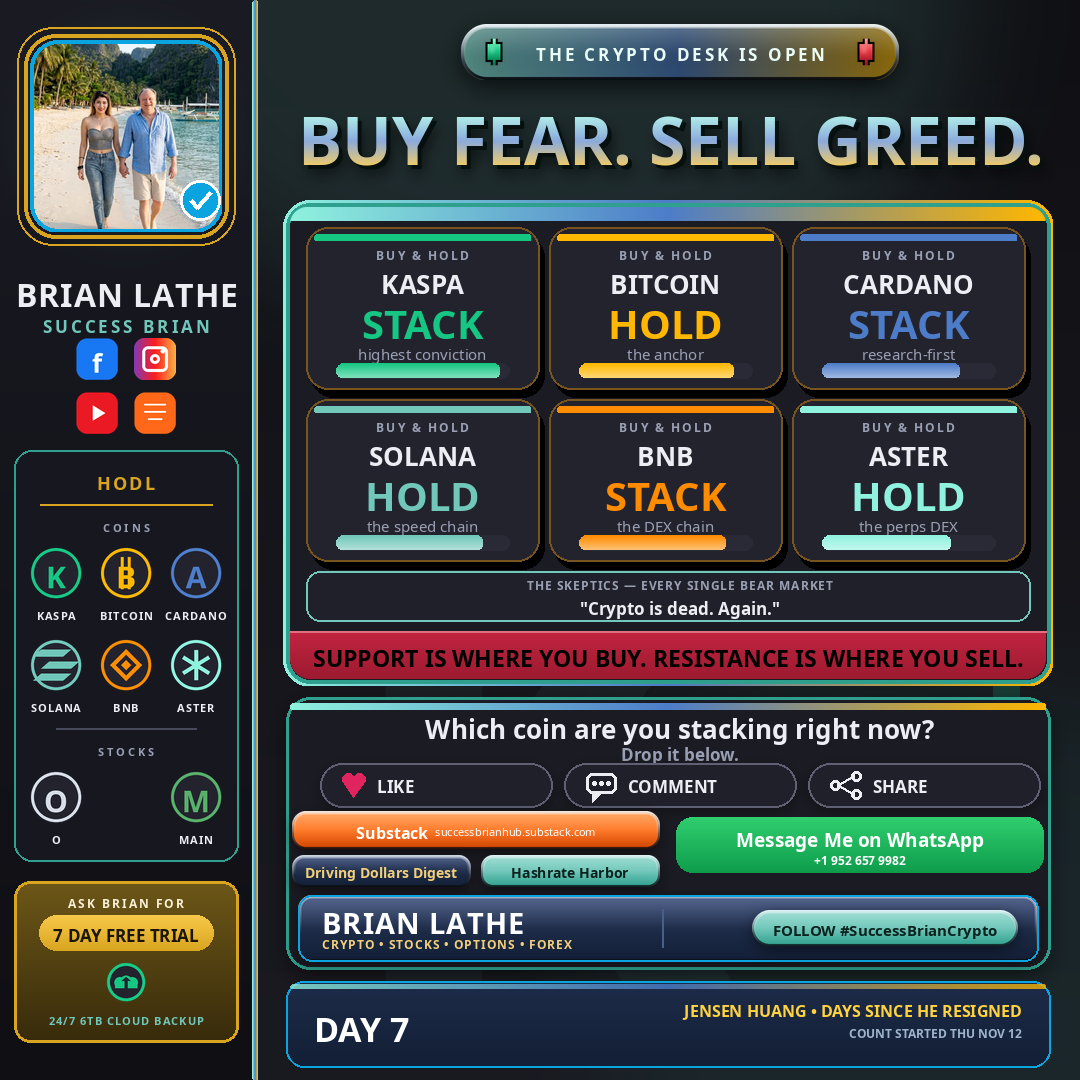 BRIAN LATHE
SUCCESS BRIAN
f
HODL
COINS
K
B
A
KASPA
BITCOIN
CARDANO
SOLANA
BNB
ASTER
STOCKS
O
M
O
MAIN
ASK BRIAN FOR
7 DAY FREE TRIAL
24/7 6TB CLOUD BACKUP
THE CRYPTO DESK IS OPEN
BUY FEAR. SELL GREED.
BUY & HOLD
KASPA
STACK
highest conviction
BUY & HOLD
BITCOIN
HOLD
the anchor
BUY & HOLD
CARDANO
STACK
research-first
BUY & HOLD
SOLANA
HOLD
the speed chain
BUY & HOLD
BNB
STACK
the DEX chain
BUY & HOLD
ASTER
HOLD
the perps DEX
THE SKEPTICS — EVERY SINGLE BEAR MARKET
"Crypto is dead. Again."
SUPPORT IS WHERE YOU BUY. RESISTANCE IS WHERE YOU SELL.
Which coin are you stacking right now?
Drop it below.
LIKE
COMMENT
SHARE
Substack successbrianhub.substack.com
Driving Dollars Digest
Hashrate Harbor
Message Me on WhatsApp
+1 952 657 9982
BRIAN LATHE
CRYPTO • STOCKS • OPTIONS • FOREX
FOLLOW #SuccessBrianCrypto
DAY 7
JENSEN HUANG • DAYS SINCE HE RESIGNED
COUNT STARTED THU NOV 12